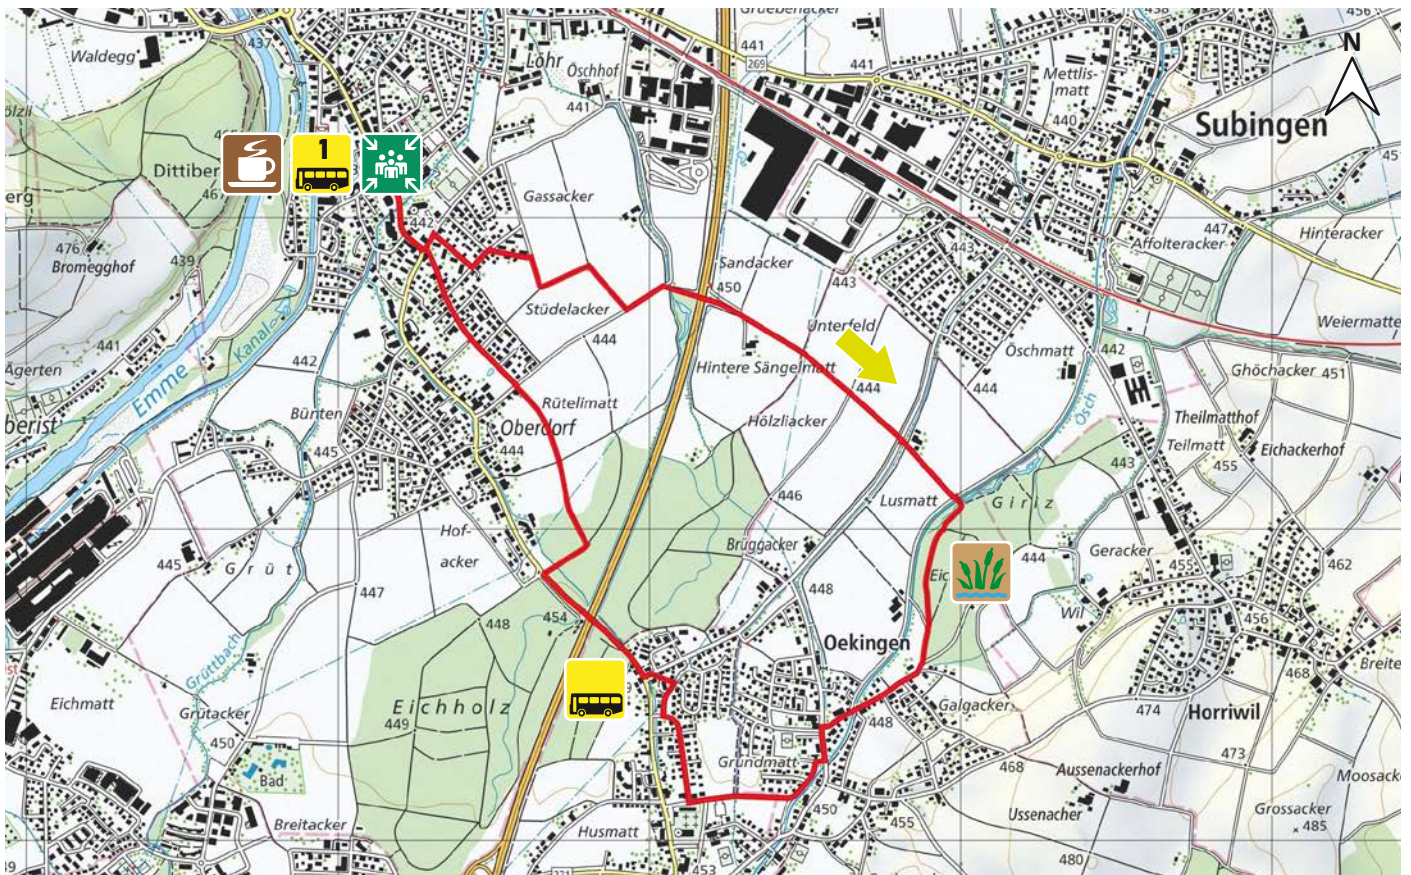 Grueberlacker
456
Waldegg
437
Löhr
Öschhof
441
441
269
441
Mettlis-
matt
440
N
Subingen
1
Dittiber
467
Gassacker
442
erg
476
Bromegghof
439
Sandacker
450
443
443
Affolteracker
447
Hinteracker
Weiermatte
441
Ägerten
Emme
Kanal
442
Stüdelacker
444
Unterfeld
Hintere Sängelmatt
444
444
Öschmatt
442
Ghöchacker
451
berist
Bünten
445
Rütelimatt
Oberdorf
444
Hölzliacker
Ösch
Theilmatthof
Teilmatt
455
Eichackerhof
443
446
Lusmatt
Giriz
Hof-
acker
Brüggacker
445
Grüt
447
448
444
Geracker
455
462
Eic
Wil
448
454
Oekingen
456
Breite
Grüttbach
468
Eichmatt
Grütacker
450
Eichholz
449
448
Galgacker
474
Horriwil
473
Bad
Grundmatt
468
Aussenackerhof
Moosack
Breitacker
Husmatt
450
455
Ussenacher
Grossacker
485
480
453